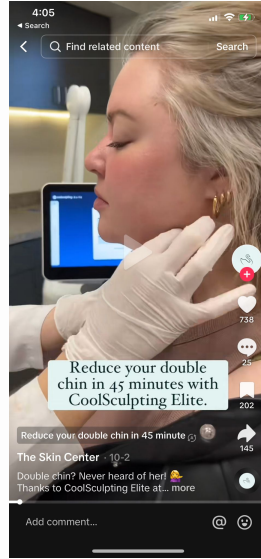 4:05
◄ Search
Find related content
Search
738
25
202
Reduce your double
chin in 45 minutes with
CoolSculpting Elite.
Reduce your double chin in 45 minute
145
The Skin Center · 10-2
Double chin? Never heard of her! 💁‍♀️
Thanks to CoolSculpting Elite at... more
Add comment...